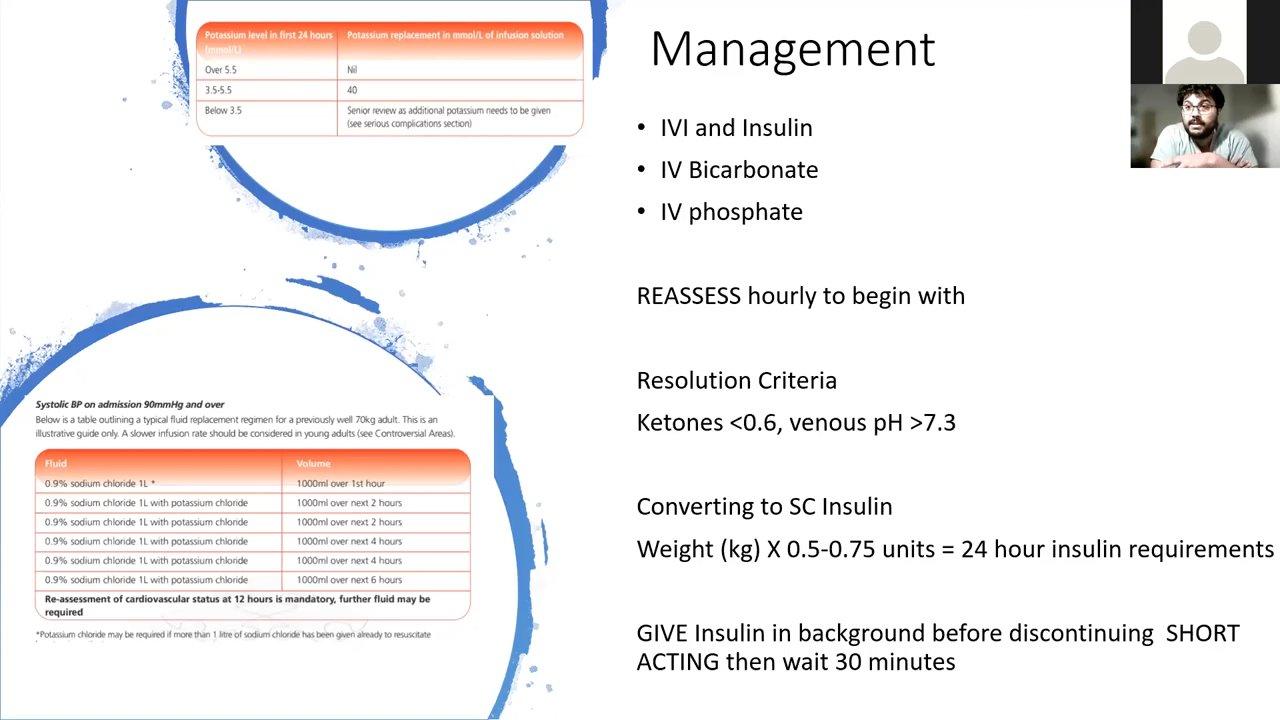 Potassium level in first 24 hours (mmol/L) Potassium replacement in mmol/L of infusion solution
Over 5.5 Nil
3.5-5.5 40
Below 3.5 Senior review as additional potassium needs to be given
(see serious complications section)
Systolic BP on admission 90mmHg and over
Below is a table outlining a typical fluid replacement regimen for a previously well 70kg adult. This is an
illustrative guide only. A slower infusion rate should be considered in young adults (see Controversial Areas).
Fluid Volume
0.9% sodium chloride 1L * 1000ml over 1st hour
0.9% sodium chloride 1L with potassium chloride 1000ml over next 2 hours
0.9% sodium chloride 1L with potassium chloride 1000ml over next 2 hours
0.9% sodium chloride 1L with potassium chloride 1000ml over next 4 hours
0.9% sodium chloride 1L with potassium chloride 1000ml over next 4 hours
0.9% sodium chloride 1L with potassium chloride 1000ml over next 6 hours
Re-assessment of cardiovascular status at 12 hours is mandatory, further fluid may be
required
*Potassium chloride may be required if more than 1 litre of sodium chloride has been given already to resuscitate
Management
• IVI and Insulin
• IV Bicarbonate
• IV phosphate
REASSESS hourly to begin with
Resolution Criteria
Ketones <0.6, venous pH >7.3
Converting to SC Insulin
Weight (kg) X 0.5-0.75 units = 24 hour insulin requirements
GIVE Insulin in background before discontinuing SHORT
ACTING then wait 30 minutes